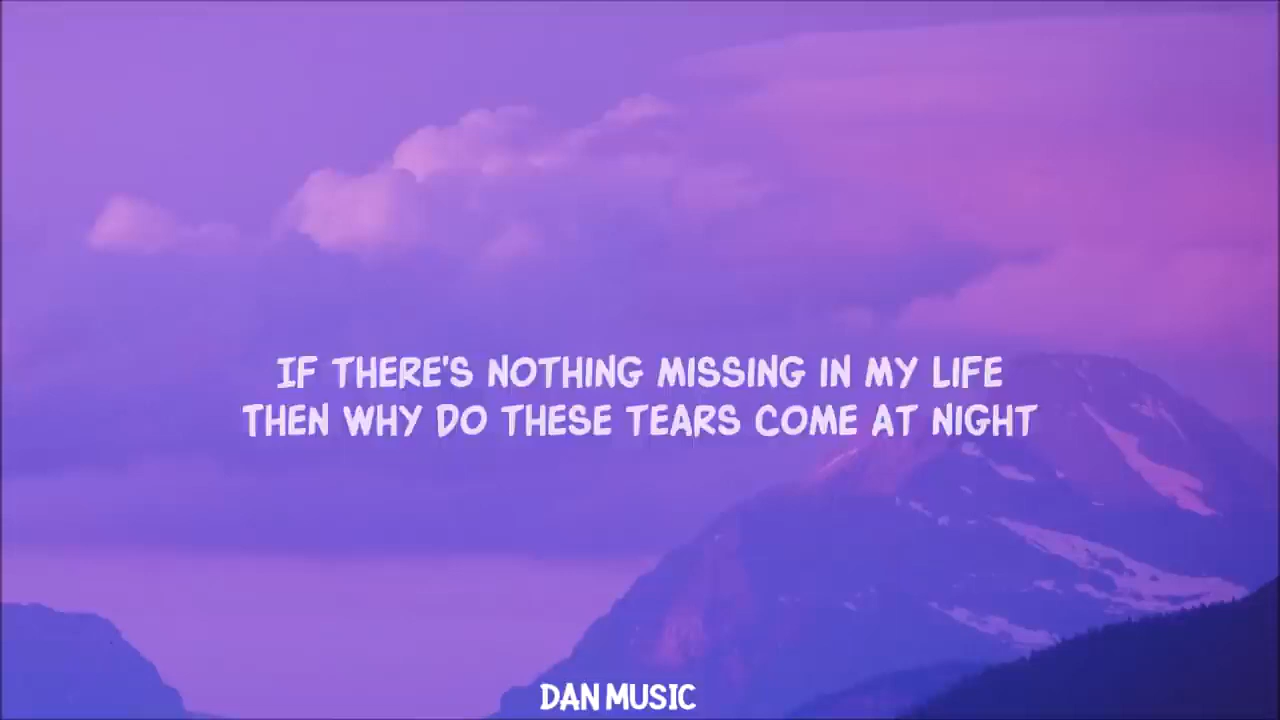 IF THERE'S NOTHING MISSING IN MY LIFE
THEN WHY DO THESE TEARS COME AT NIGHT
DAN MUSIC